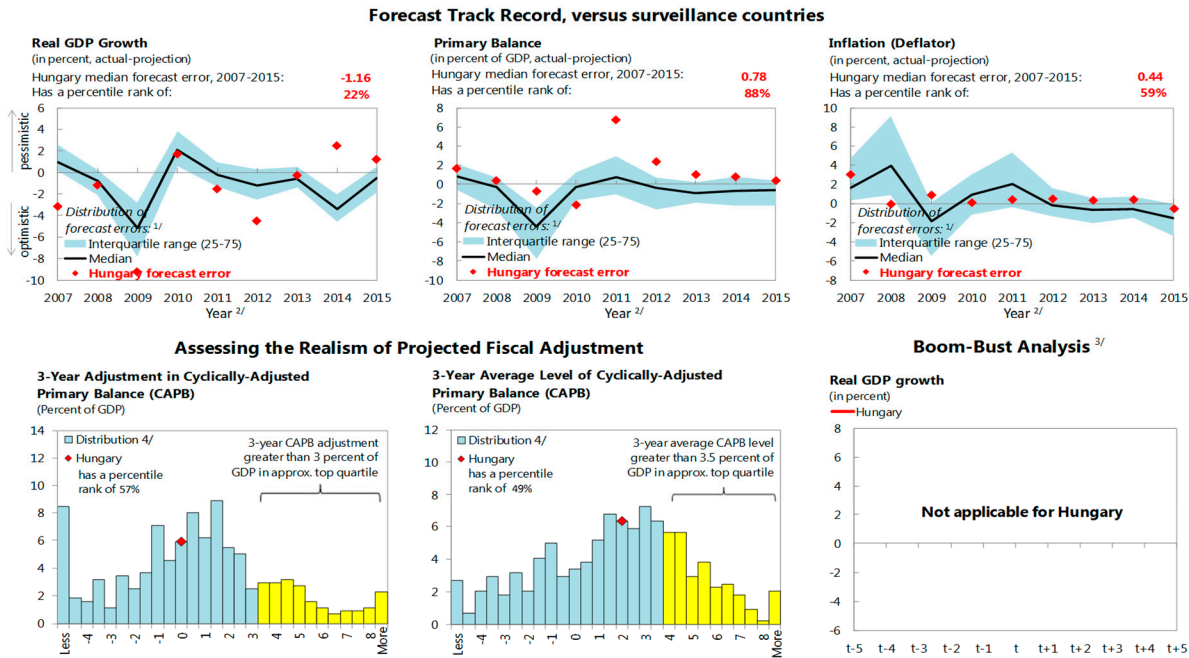 Forecast Track Record, versus surveillance countries
Real GDP Growth
(in percent, actual-projection)
Hungary median forecast error, 2007-2015: -1.16
Has a percentile rank of: 22%
pessimistic
optimistic
6
4
2
0
-2
-4
-6
-8
-10
Distribution of
forecast errors: 1/
Interquartile range (25-75)
Median
Hungary forecast error
2007 2008 2009 2010 2011 2012 2013 2014 2015
Year 2/
Primary Balance
(in percent of GDP, actual-projection)
Hungary median forecast error, 2007-2015: 0.78
Has a percentile rank of: 88%
8
6
4
2
0
-2
-4
-6
-8
-10
Distribution of
forecast errors: 1/
Interquartile range (25-75)
Median
Hungary forecast error
2007 2008 2009 2010 2011 2012 2013 2014 2015
Year 2/
Inflation (Deflator)
(in percent, actual-projection)
Hungary median forecast error, 2007-2015: 0.44
Has a percentile rank of: 59%
10
8
6
4
2
0
-2
-4
-6
-8
Distribution of
forecast errors: 1/
Interquartile range (25-75)
Median
Hungary forecast error
2007 2008 2009 2010 2011 2012 2013 2014 2015
Year 2/
Assessing the Realism of Projected Fiscal Adjustment
3-Year Adjustment in Cyclically-Adjusted
Primary Balance (CAPB)
(Percent of GDP)
14
12
10
8
6
4
2
0
Distribution 4/
Hungary
has a percentile
rank of 57%
3-year CAPB adjustment
greater than 3 percent of
GDP in approx. top quartile
Less -4 -3 -2 -1 0 1 2 3 4 5 6 7 8 More
3-Year Average Level of Cyclically-Adjusted
Primary Balance (CAPB)
(Percent of GDP)
12
10
8
6
4
2
0
Distribution 4/
Hungary
has a percentile
rank of 49%
3-year average CAPB level
greater than 3.5 percent of
GDP in approx. top quartile
Less -4 -3 -2 -1 0 1 2 3 4 5 6 7 8 More
Boom-Bust Analysis 3/
Real GDP growth
(in percent)
Hungary
8
6
4
2
0
-2
-4
-6
Not applicable for Hungary
t-5 t-4 t-3 t-2 t-1 t t+1 t+2 t+3 t+4 t+5